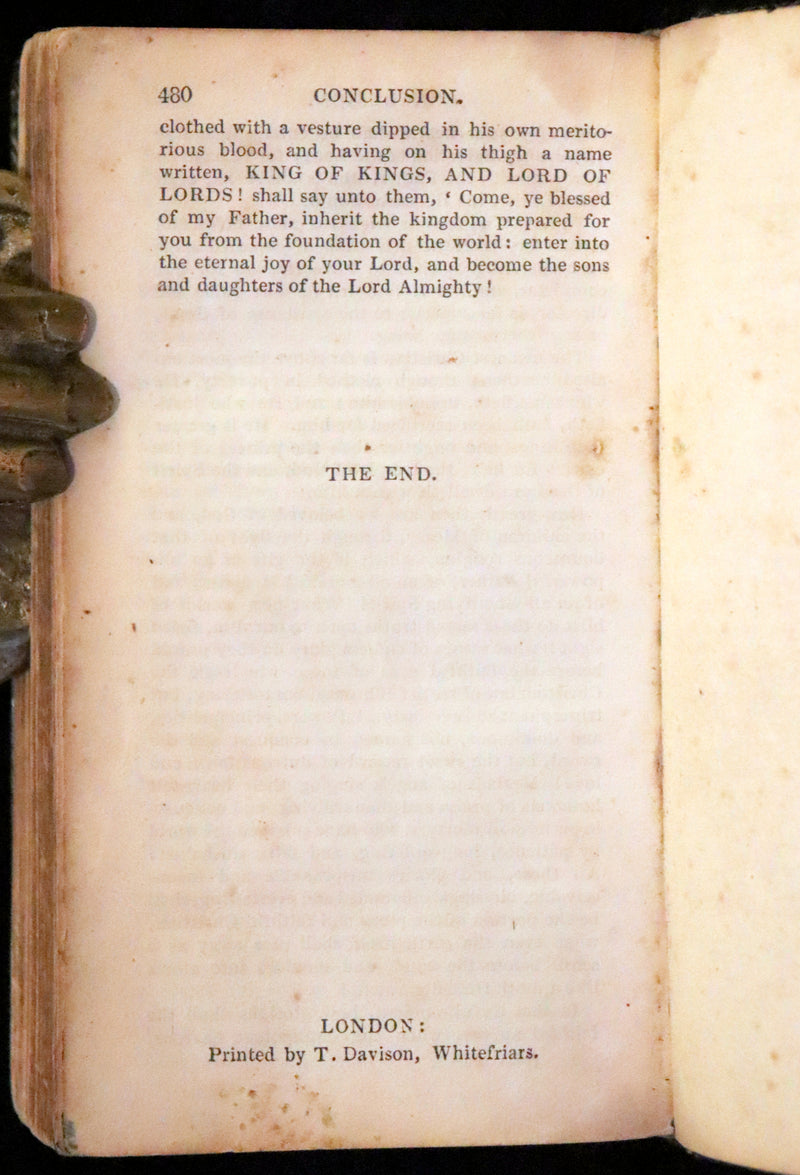 480 CONCLUSION.
clothed with a vesture dipped in his own merito-
rious blood, and having on his thigh a name
written, KING OF KINGS, AND LORD OF
LORDS! shall say unto them, ‘ Come, ye blessed
of my Father, inherit the kingdom prepared for
you from the foundation of the world: enter into
the eternal joy of your Lord, and become the sons
and daughters of the Lord Almighty!
THE END.
LONDON:
Printed by T. Davison, Whitefriars.